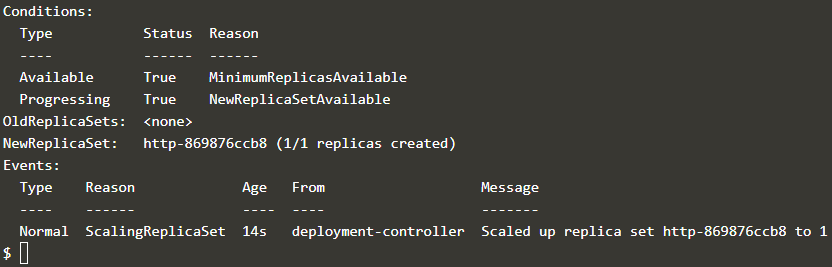 Conditions:
  Type           Status  Reason
  ----           ------  ------
  Available      True    MinimumReplicasAvailable
  Progressing    True    NewReplicaSetAvailable
OldReplicaSets:  <none>
NewReplicaSet:   http-869876ccb8 (1/1 replicas created)
Events:
  Type    Reason             Age   From                   Message
  ----    ------             ----  ----                   -------
  Normal  ScalingReplicaSet  14s   deployment-controller  Scaled up replica set http-869876ccb8 to 1
$